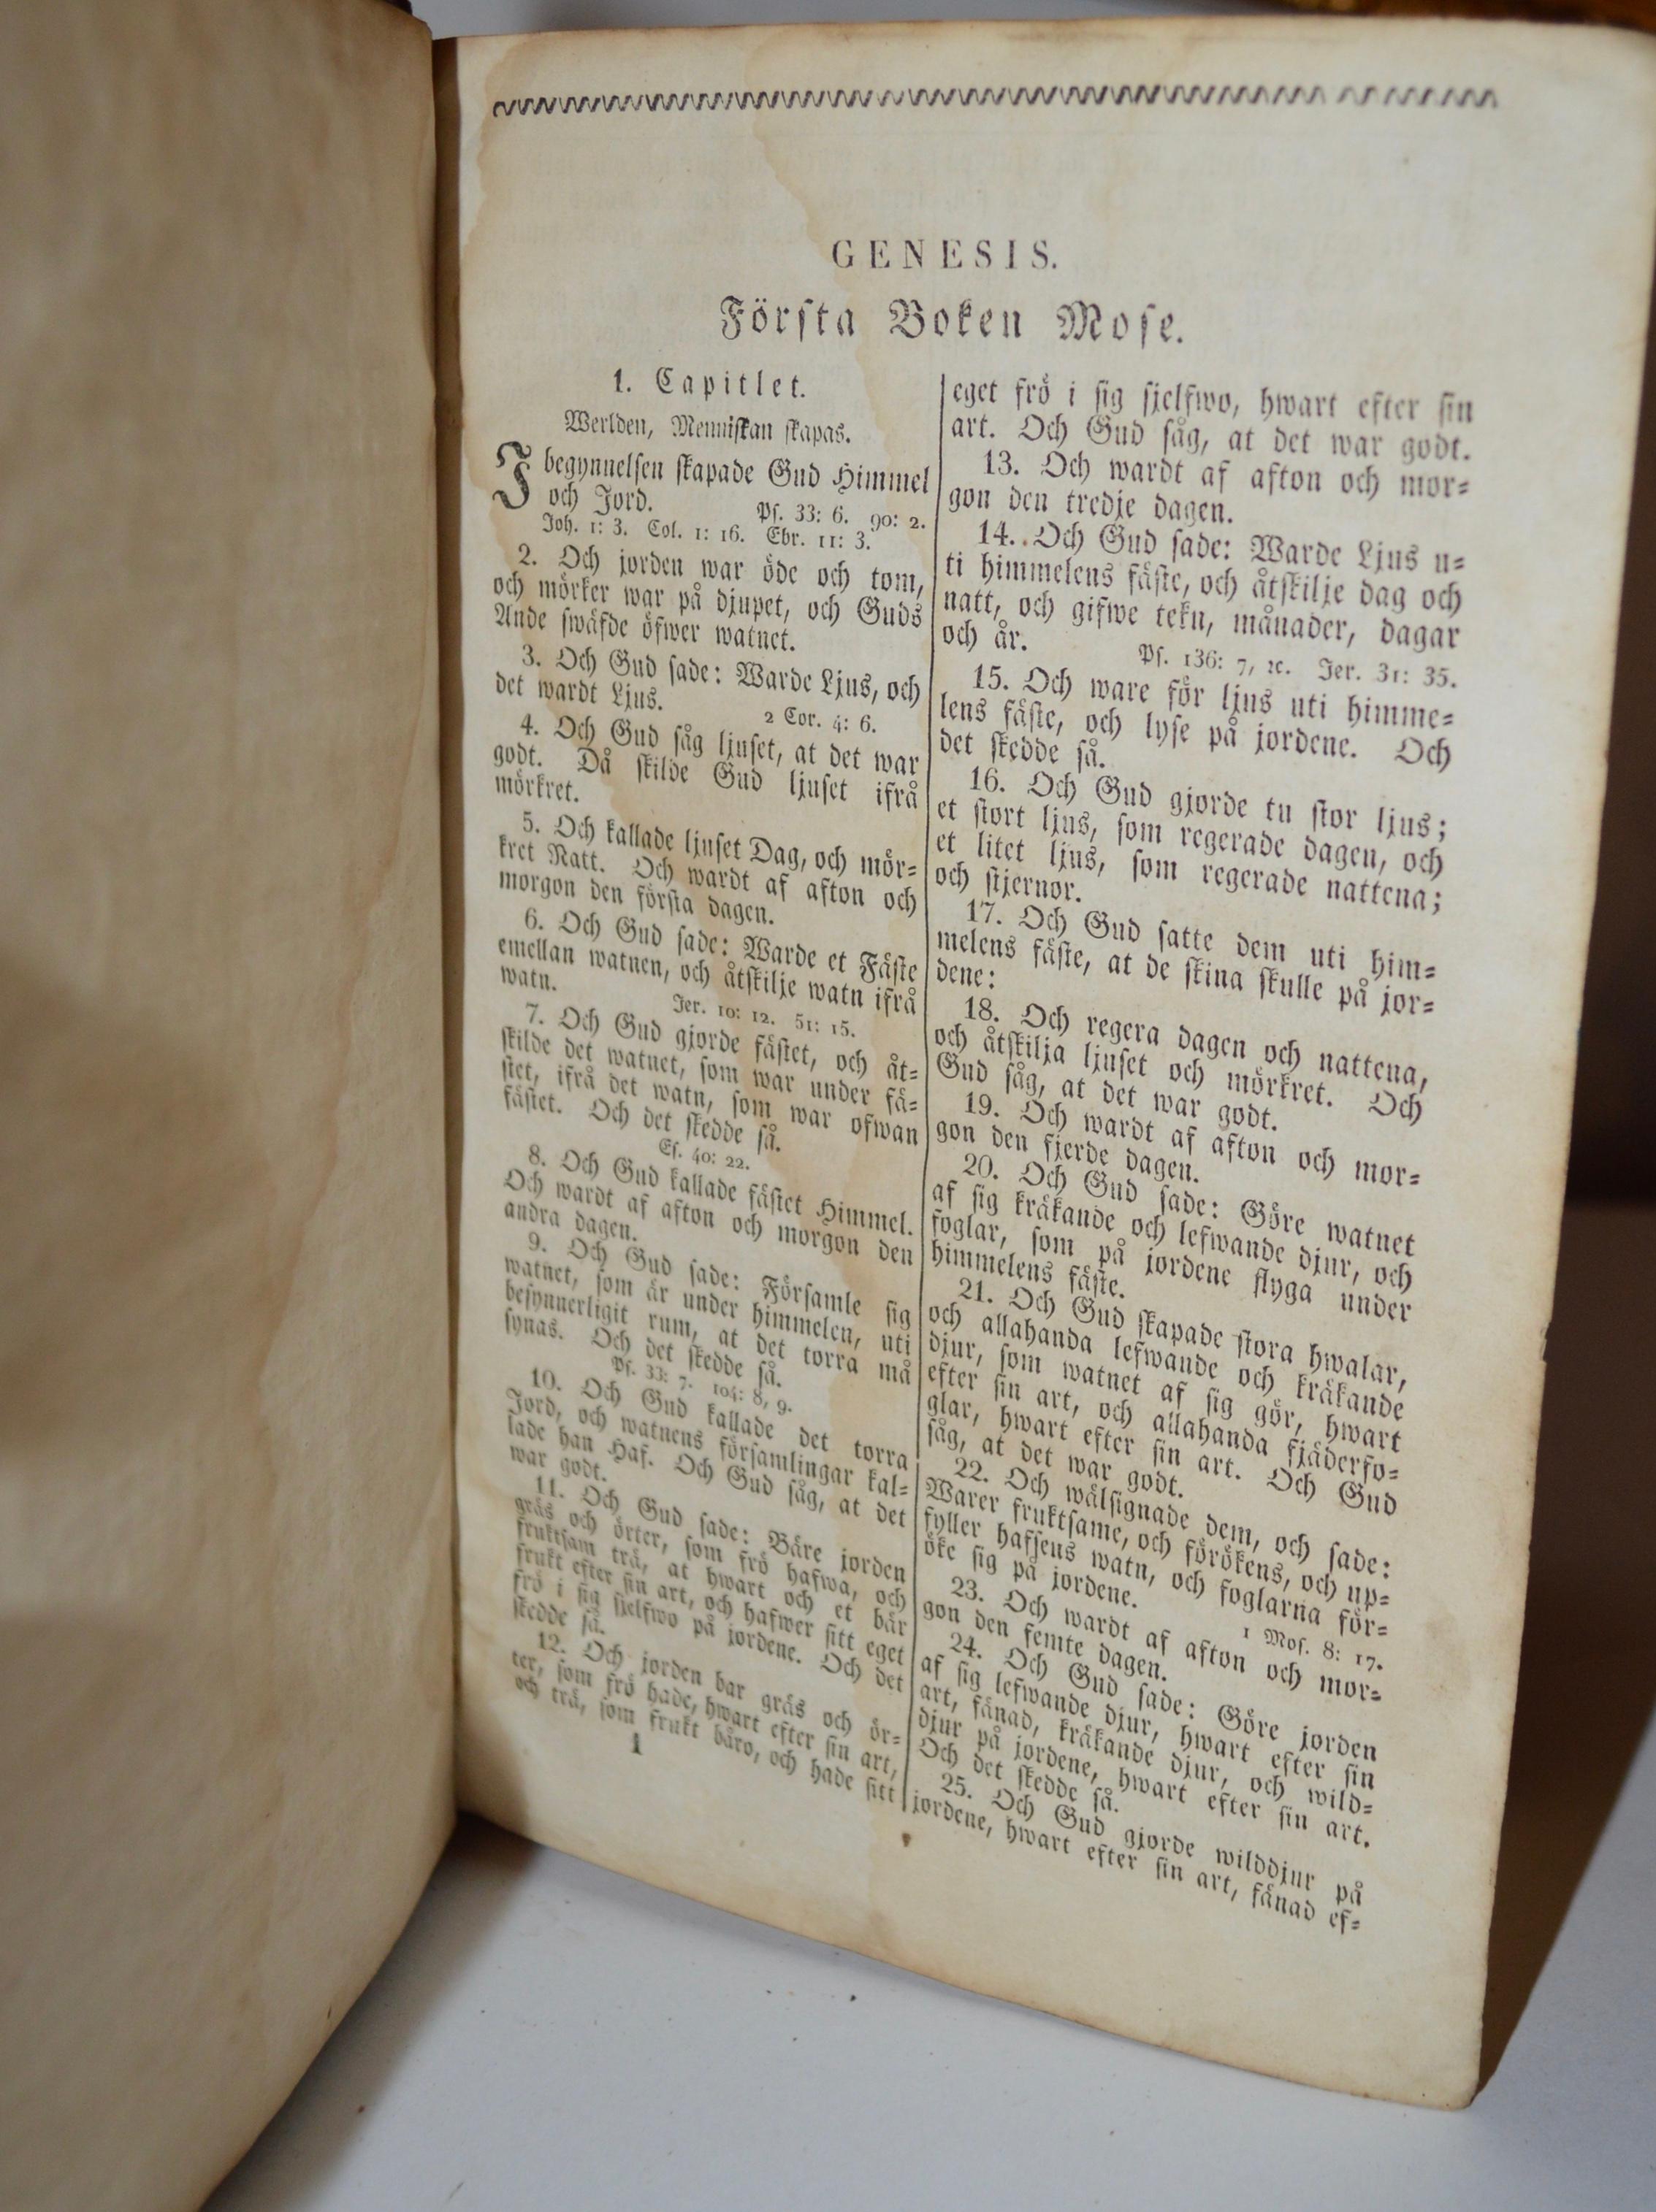 GENESIS.
Första Boken Mose.
1. Capitlet.
Werlden, Menniskan skapas.
I begynnelsen skapade Gud Himmel
och Jord. Ps. 33: 6. 90: 2.
Joh. 1: 3. Col. 1: 16. Ebr. 11: 3.
2. Och jorden war öde och tom,
och mörker war på djupet, och Guds
Ande swäfde öfwer watnet.
3. Och Gud sade: Warde Ljus, och
det wardt Ljus. 2 Cor. 4: 6.
4. Och Gud såg ljuset, at det war
godt. Då skilde Gud ljuset ifrå
mörkret.
5. Och kallade ljuset Dag, och mör=
kret Natt. Och wardt af afton och
morgon den första dagen.
6. Och Gud sade: Warde et Fäste
emellan watnen, och åtskilje watn ifrå
watn. Jer. 10: 12. 51: 15.
7. Och Gud gjorde fästet, och åt=
skilde det watnet, som war under fä=
stet, ifrå det watn, som war ofwan
fästet. Och det skedde så.
Es. 40: 22.
8. Och Gud kallade fästet Himmel.
Och wardt af afton och morgon den
andra dagen.
9. Och Gud sade: Församle sig
watnet, som är under himmelen, uti
besynnerligit rum, at det torra må
synas. Och det skedde så.
Ps. 33: 7. 104: 8, 9.
10. Och Gud kallade det torra
Jord, och watnens församlingar kal=
lade han Haf. Och Gud såg, at det
war godt.
11. Och Gud sade: Bäre jorden
gräs och örter, som frö hafwa, och
fruktsam trä, at hwart och et bär
frukt efter sin art, och hafwer sitt eget
frö i sig sjelfwo på jordene. Och det
skedde så.
12. Och jorden bar gräs och ör=
ter, som frö hade, hwart efter sin art,
och trä, som frukt båro, och hade sitt
1
eget frö i sig sjelfwo, hwart efter sin
art. Och Gud såg, at det war godt.
13. Och wardt af afton och mor=
gon den tredje dagen.
14. Och Gud sade: Warde Ljus u=
ti himmelens fäste, och åtskilje dag och
natt, och gifwe tekn, månader, dagar
och år. Ps. 136: 7, ꝛc. Jer. 31: 35.
15. Och ware för ljus uti himme=
lens fäste, och lyse på jordene. Och
det skedde så.
16. Och Gud gjorde tu stor ljus;
et stort ljus, som regerade dagen, och
et litet ljus, som regerade nattena;
och stjernor.
17. Och Gud satte dem uti him=
melens fäste, at de skina skulle på jor=
dene:
18. Och regera dagen och nattena,
och åtskilja ljuset och mörkret. Och
Gud såg, at det war godt.
19. Och wardt af afton och mor=
gon den fjerde dagen.
20. Och Gud sade: Göre watnet
af sig kräkande och lefwande djur, och
foglar, som på jordene flyga under
himmelens fäste.
21. Och Gud skapade stora hwalar,
och allahanda lefwande och kräkande
djur, som watnet af sig gör, hwart
efter sin art, och allahanda fjäderfo=
glar, hwart efter sin art. Och Gud
såg, at det war godt.
22. Och wälsignade dem, och sade:
Warer fruktsame, och förökens, och up=
fyller hafsens watn, och foglarna för=
öke sig på jordene. 1 Mos. 8: 17.
23. Och wardt af afton och mor=
gon den femte dagen.
24. Och Gud sade: Göre jorden
af sig lefwande djur, hwart efter sin
art, fänad, kräkande djur, och wild=
djur på jordene, hwart efter sin art.
Och det skedde så.
25. Och Gud gjorde wilddjur på
jordene, hwart efter sin art, fänad ef=